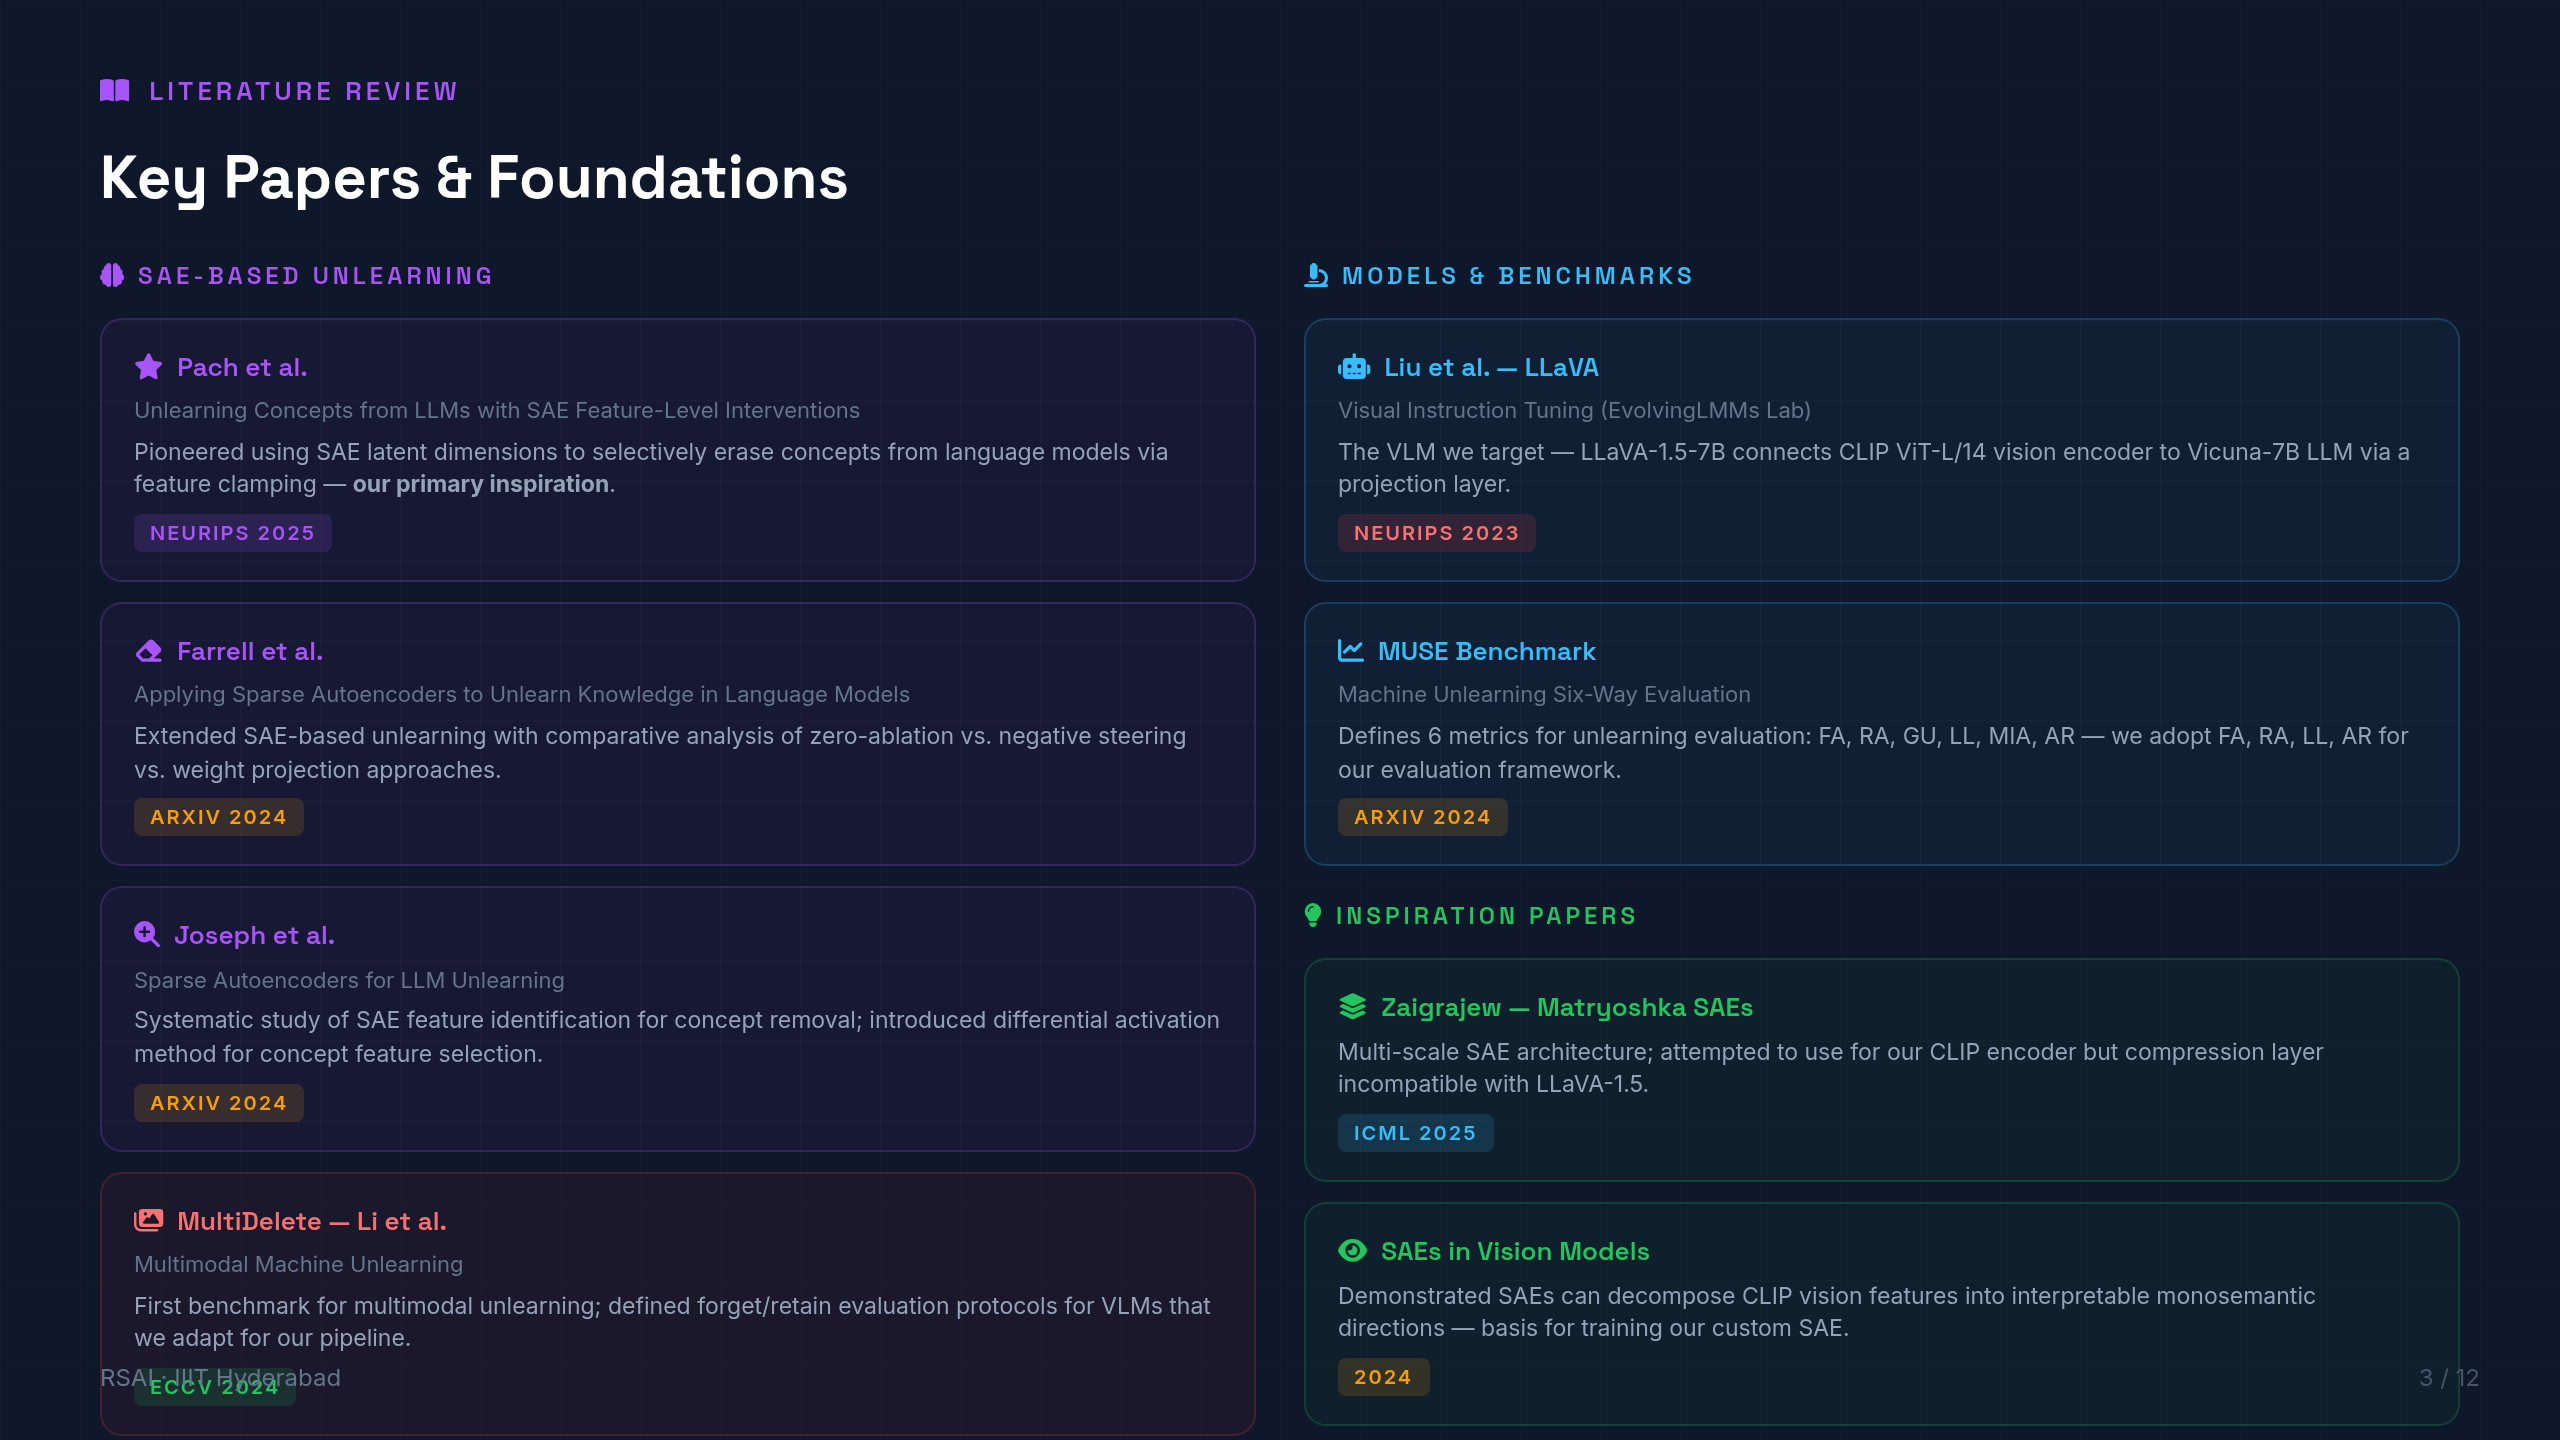 LITERATURE REVIEW
Key Papers & Foundations
SAE-BASED UNLEARNING
Pach et al.
Unlearning Concepts from LLMs with SAE Feature-Level Interventions
Pioneered using SAE latent dimensions to selectively erase concepts from language models via
feature clamping — our primary inspiration.
NEURIPS 2025
Farrell et al.
Applying Sparse Autoencoders to Unlearn Knowledge in Language Models
Extended SAE-based unlearning with comparative analysis of zero-ablation vs. negative steering
vs. weight projection approaches.
ARXIV 2024
Joseph et al.
Sparse Autoencoders for LLM Unlearning
Systematic study of SAE feature identification for concept removal; introduced differential activation
method for concept feature selection.
ARXIV 2024
MultiDelete — Li et al.
Multimodal Machine Unlearning
First benchmark for multimodal unlearning; defined forget/retain evaluation protocols for VLMs that
we adapt for our pipeline.
ECCV 2024
MODELS & BENCHMARKS
Liu et al. — LLaVA
Visual Instruction Tuning (EvolvingLMMs Lab)
The VLM we target — LLaVA-1.5-7B connects CLIP ViT-L/14 vision encoder to Vicuna-7B LLM via a
projection layer.
NEURIPS 2023
MUSE Benchmark
Machine Unlearning Six-Way Evaluation
Defines 6 metrics for unlearning evaluation: FA, RA, GU, LL, MIA, AR — we adopt FA, RA, LL, AR for
our evaluation framework.
ARXIV 2024
INSPIRATION PAPERS
Zaigrajew — Matryoshka SAEs
Multi-scale SAE architecture; attempted to use for our CLIP encoder but compression layer
incompatible with LLaVA-1.5.
ICML 2025
SAEs in Vision Models
Demonstrated SAEs can decompose CLIP vision features into interpretable monosemantic
directions — basis for training our custom SAE.
2024
RSAI · IIIT Hyderabad
3 / 12